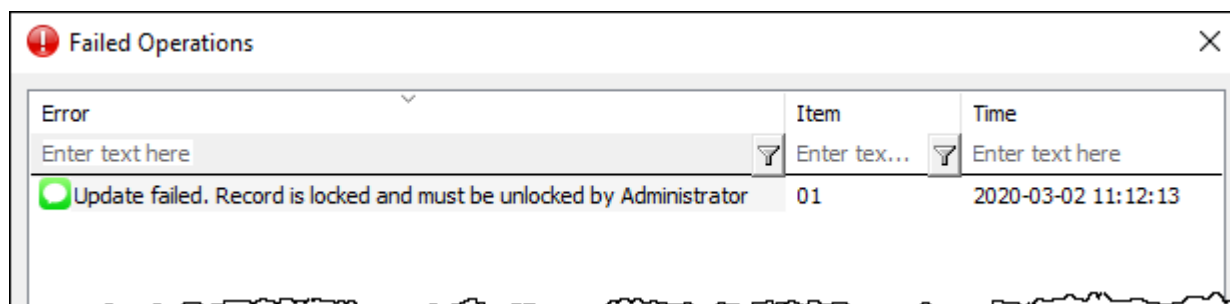 Failed Operations
Error Item Time
Enter text here Enter tex... Enter text here
Update failed. Record is locked and must be unlocked by Administrator 01 2020-03-02 11:12:13